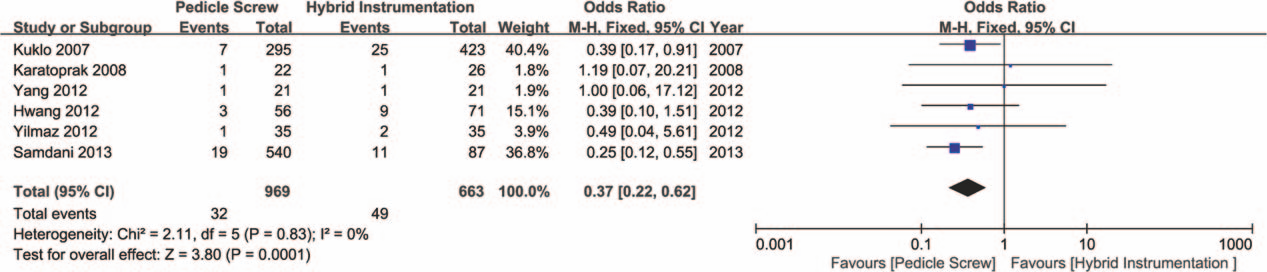 Pedicle Screw Hybrid Instrumentation Odds Ratio Odds Ratio
Study or Subgroup Events Total Events Total Weight M-H, Fixed, 95% CI Year M-H, Fixed, 95% CI
Kuklo 2007 7 295 25 423 40.4% 0.39 [0.17, 0.91] 2007
Karatoprak 2008 1 22 1 26 1.8% 1.19 [0.07, 20.21] 2008
Yang 2012 1 21 1 21 1.9% 1.00 [0.06, 17.12] 2012
Hwang 2012 3 56 9 71 15.1% 0.39 [0.10, 1.51] 2012
Yilmaz 2012 1 35 2 35 3.9% 0.49 [0.04, 5.61] 2012
Samdani 2013 19 540 11 87 36.8% 0.25 [0.12, 0.55] 2013
Total (95% CI) 969 663 100.0% 0.37 [0.22, 0.62]
Total events 32 49
Heterogeneity: Chi² = 2.11, df = 5 (P = 0.83); I² = 0%
Test for overall effect: Z = 3.80 (P = 0.0001)
0.001 0.1 1 10 1000
Favours [Pedicle Screw] Favours [Hybrid Instrumentation ]